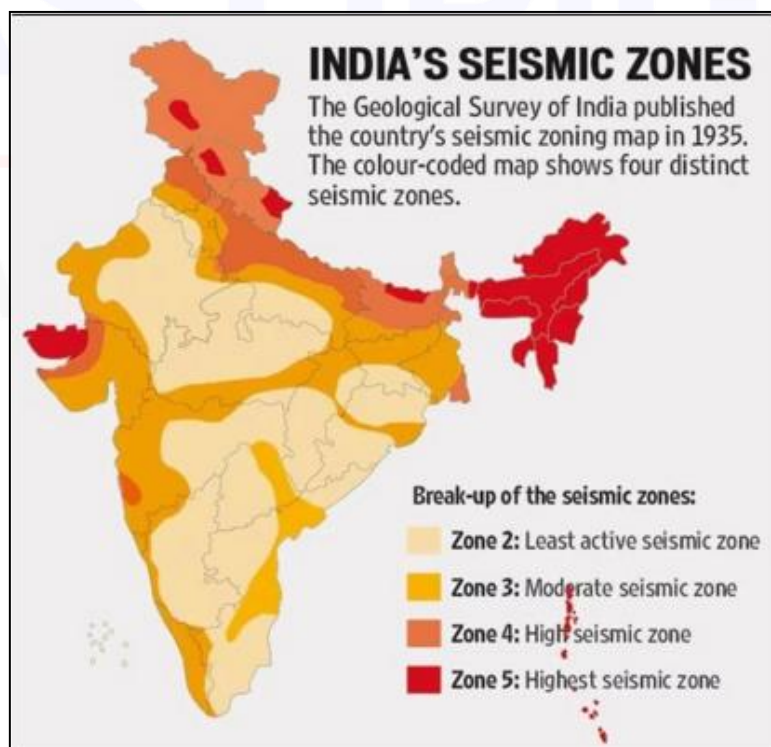 INDIA'S SEISMIC ZONES
The Geological Survey of India published
the country's seismic zoning map in 1935.
The colour-coded map shows four distinct
seismic zones.
Break-up of the seismic zones:
Zone 2: Least active seismic zone
Zone 3: Moderate seismic zone
Zone 4: High seismic zone
Zone 5: Highest seismic zone